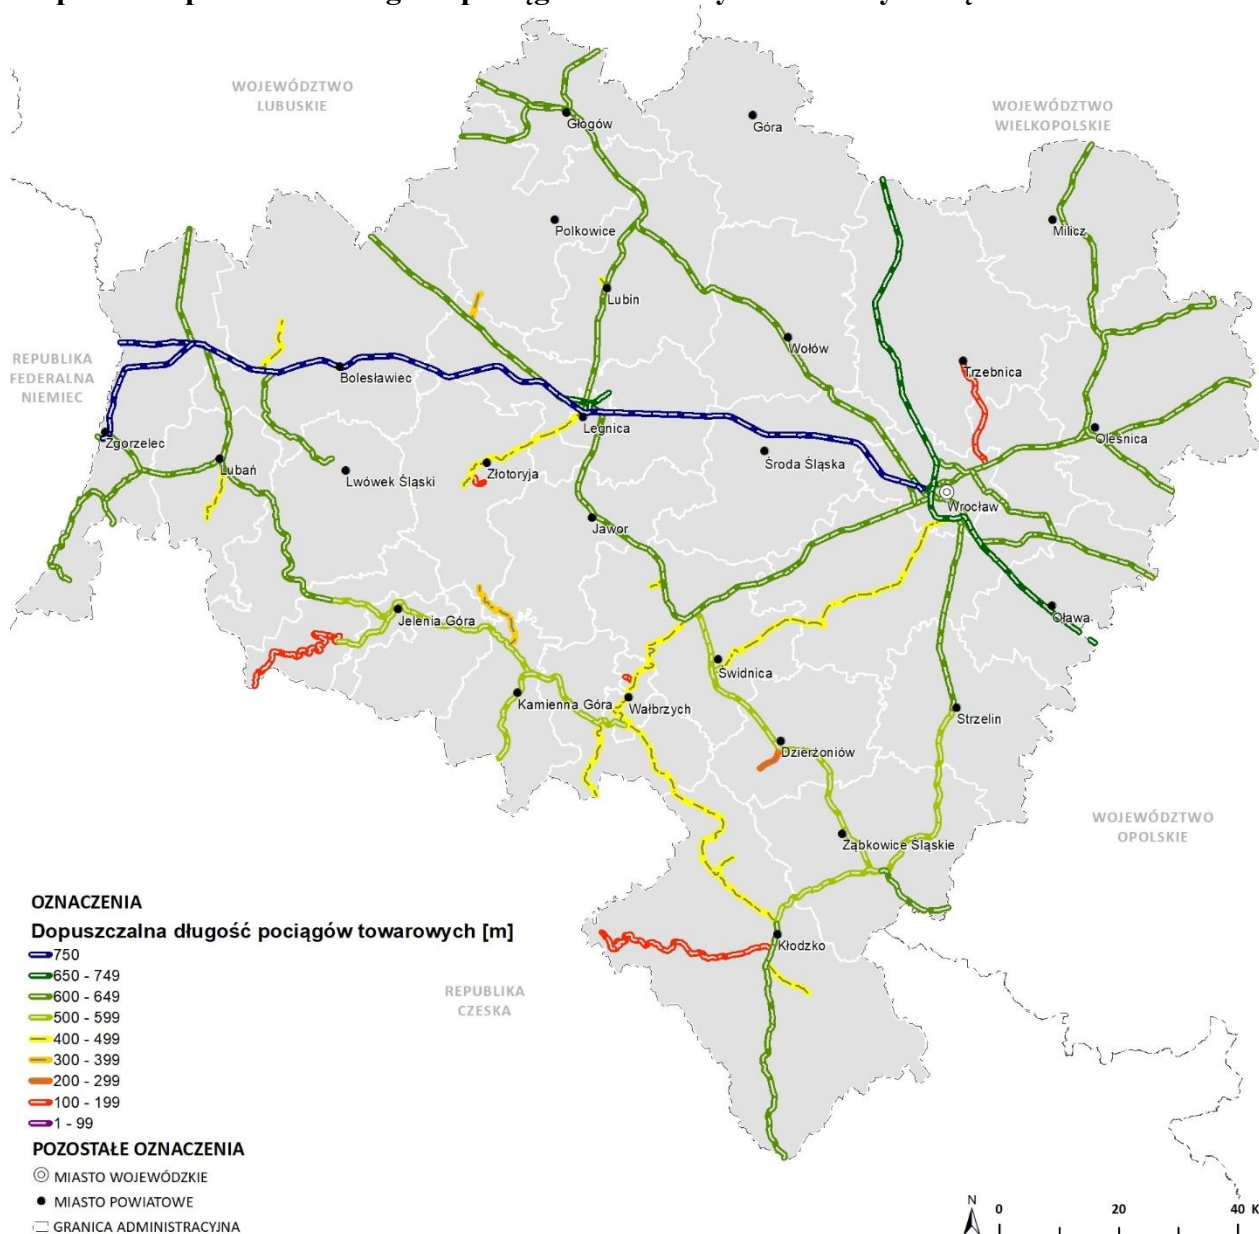 WOJEWÓDZTWO
LUBUSKIE
WOJEWÓDZTWO
WIELKOPOLSKIE
Głogów
Góra
Polkowice
Milicz
Lubin
Wołów
REPUBLIKA
FEDERALNA
NIEMIEC
Bolesławiec
Trzebnica
Zgorzelec
Legnica
Oleśnica
Lubań
Lwówek Śląski
Złotoryja
Środa Śląska
Wrocław
Jawor
Jelenia Góra
Oława
Świdnica
Kamienna Góra
Wałbrzych
Strzelin
Dzierżoniów
Ząbkowice Śląskie
WOJEWÓDZTWO
OPOLSKIE
Kłodzko
REPUBLIKA
CZESKA
OZNACZENIA
Dopuszczalna długość pociągów towarowych [m]
750
650 - 749
600 - 649
500 - 599
400 - 499
300 - 399
200 - 299
100 - 199
1 - 99
POZOSTAŁE OZNACZENIA
MIASTO WOJEWÓDZKIE
MIASTO POWIATOWE
GRANICA ADMINISTRACYJNA
N
0 20 40 K